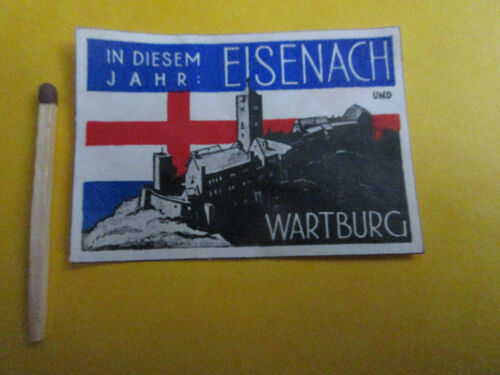 IN DIESEM
JAHR:
EISENACH
UND
WARTBURG